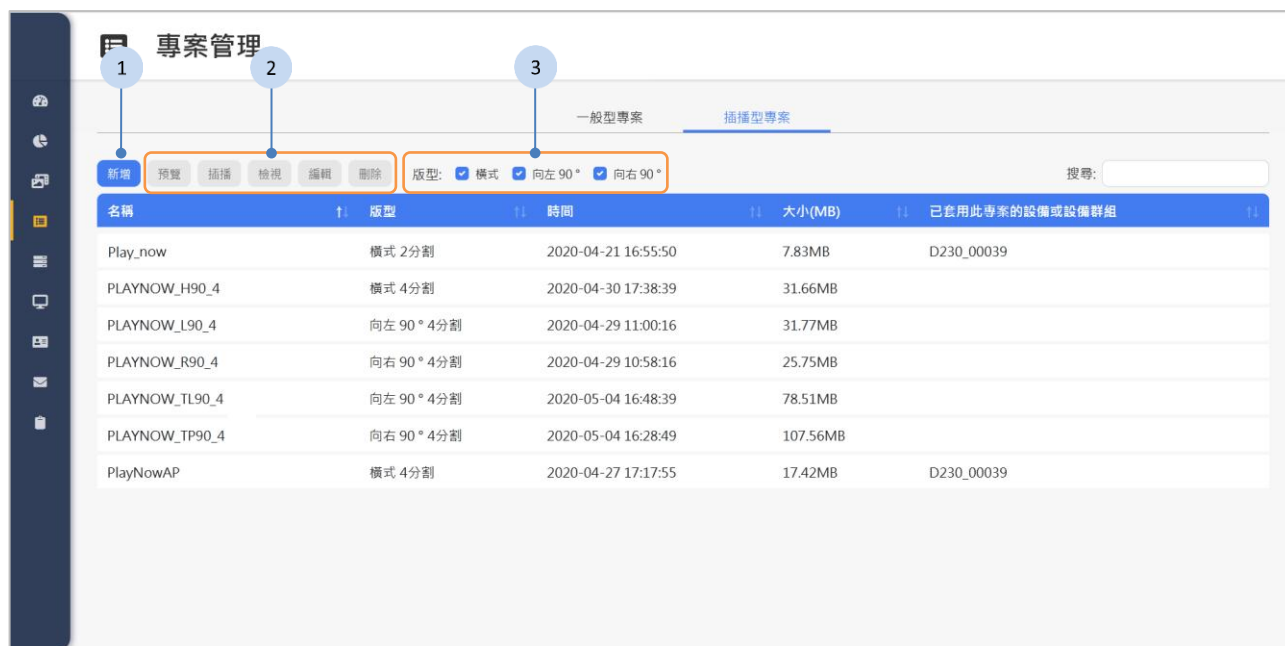 專案管理
1
2
3
一般型專案 插播型專案
新增 預覽 插播 檢視 編輯 刪除 版型: 橫式 向左 90° 向右 90° 搜尋:
名稱 版型 時間 大小(MB) 已套用此專案的設備或設備群組
Play_now 橫式 2分割 2020-04-21 16:55:50 7.83MB D230_00039
PLAYNOW_H90_4 橫式 4分割 2020-04-30 17:38:39 31.66MB
PLAYNOW_L90_4 向左 90° 4分割 2020-04-29 11:00:16 31.77MB
PLAYNOW_R90_4 向右 90° 4分割 2020-04-29 10:58:16 25.75MB
PLAYNOW_TL90_4 向左 90° 4分割 2020-05-04 16:48:39 78.51MB
PLAYNOW_TP90_4 向右 90° 4分割 2020-05-04 16:28:49 107.56MB
PlayNowAP 橫式 4分割 2020-04-27 17:17:55 17.42MB D230_00039